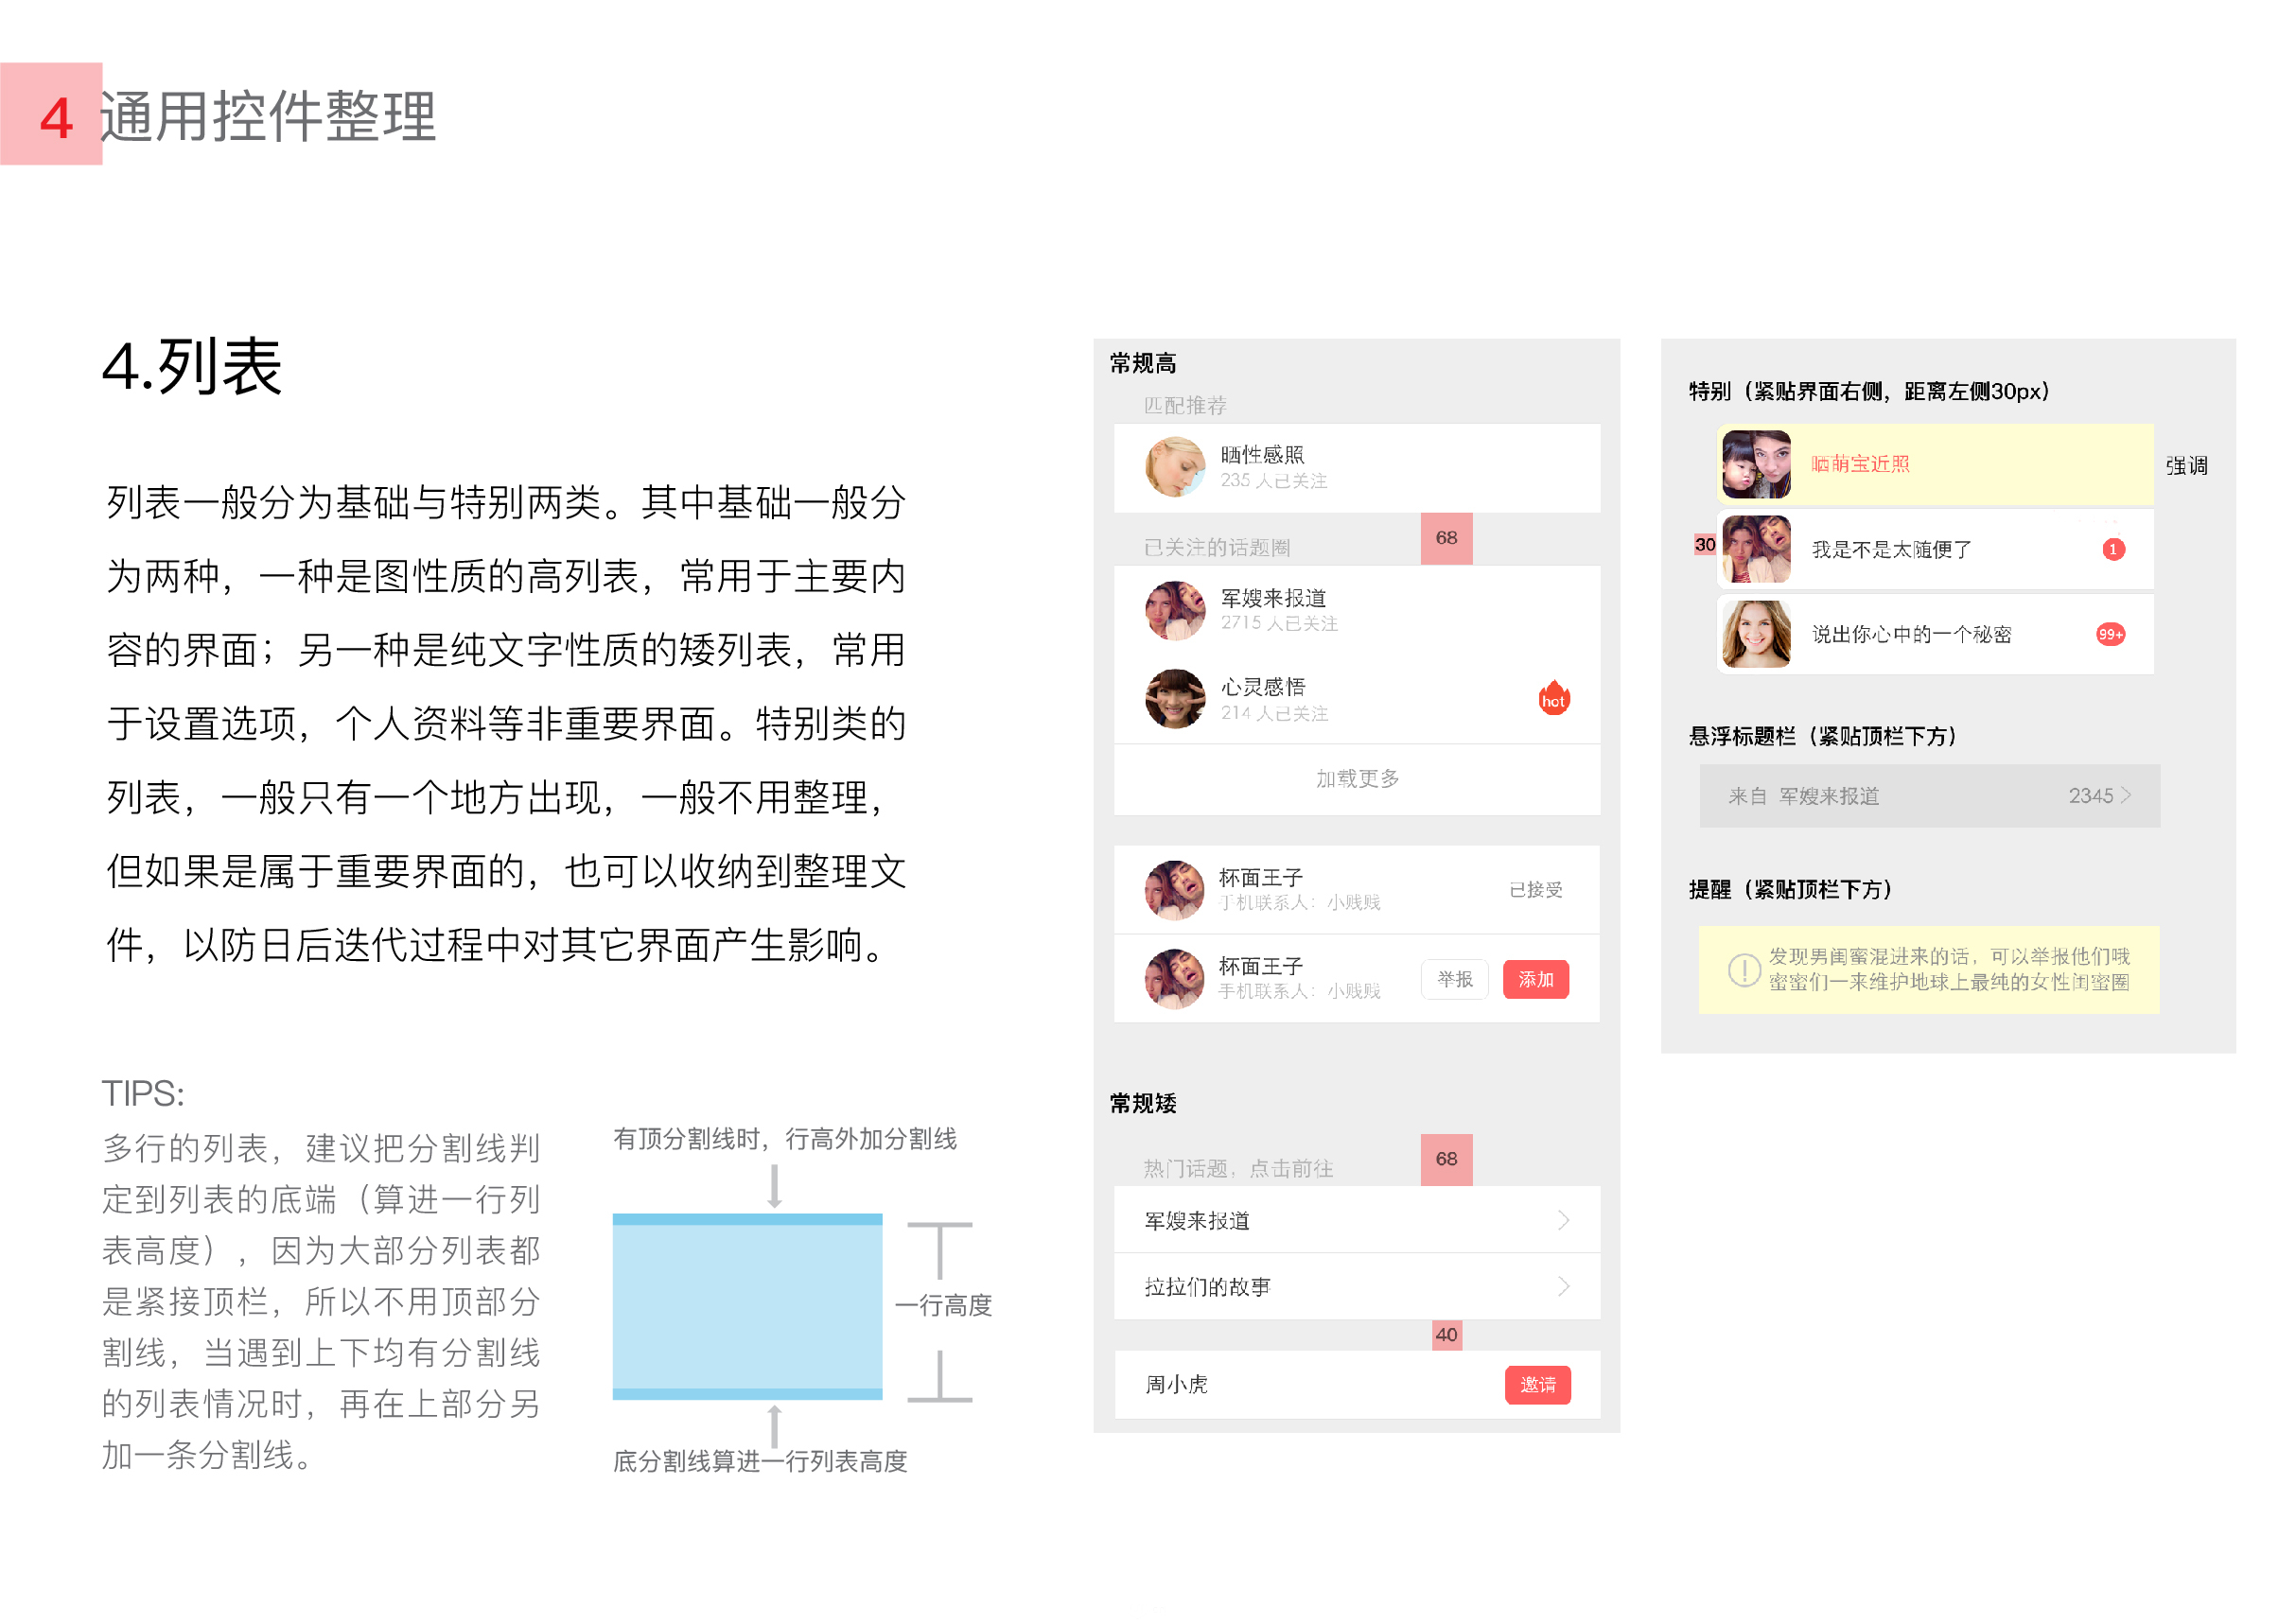 4 通用控件整理
4.列表
列表一般分为基础与特别两类。其中基础一般分
为两种，一种是图性质的高列表，常用于主要内
容的界面；另一种是纯文字性质的矮列表，常用
于设置选项，个人资料等非重要界面。特别类的
列表，一般只有一个地方出现，一般不用整理，
但如果是属于重要界面的，也可以收纳到整理文
件，以防日后迭代过程中对其它界面产生影响。
TIPS:
多行的列表，建议把分割线判
定到列表的底端（算进一行列
表高度），因为大部分列表都
是紧接顶栏，所以不用顶部分
割线，当遇到上下均有分割线
的列表情况时，再在上部分另
加一条分割线。
有顶分割线时，行高外加分割线
一行高度
底分割线算进一行列表高度
常规高
匹配推荐
晒性感照
235 人已关注
已关注的话题圈
68
军嫂来报道
2715 人已关注
心灵感悟
214 人已关注
hot
加载更多
杯面王子
手机联系人：小贱贱
已接受
杯面王子
手机联系人：小贱贱
举报
添加
常规矮
热门话题，点击前往
68
军嫂来报道
拉拉们的故事
40
周小虎
邀请
特别（紧贴界面右侧，距离左侧30px）
晒萌宝近照
强调
30
我是不是太随便了
1
说出你心中的一个秘密
99+
悬浮标题栏（紧贴顶栏下方）
来自 军嫂来报道
2345
提醒（紧贴顶栏下方）
发现男闺蜜混进来的话，可以举报他们哦
蜜蜜们一来维护地球上最纯的女性闺蜜圈